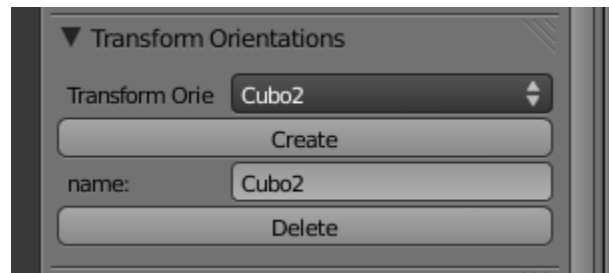 Transform Orientations
Transform Orie Cubo2
Create
name: Cubo2
Delete